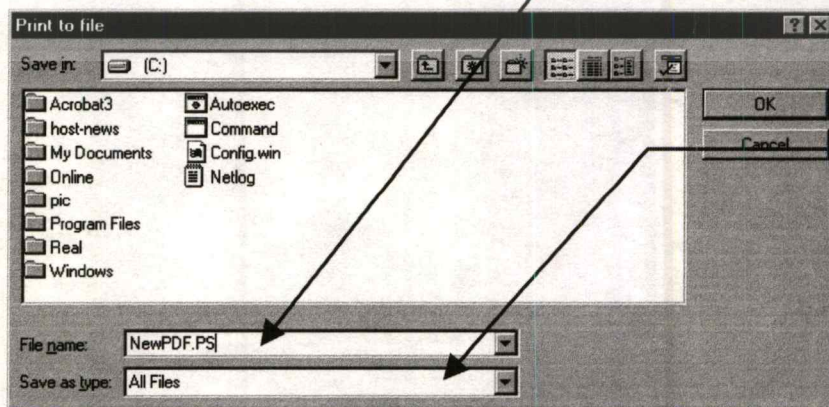 Print to file
Save in: (C:)
Acrobat3
host-news
My Documents
Online
pic
Program Files
Real
Windows
Autoexec
Command
Config.win
Netlog
OK
Cancel
File name: NewPDF.PS
Save as type: All Files